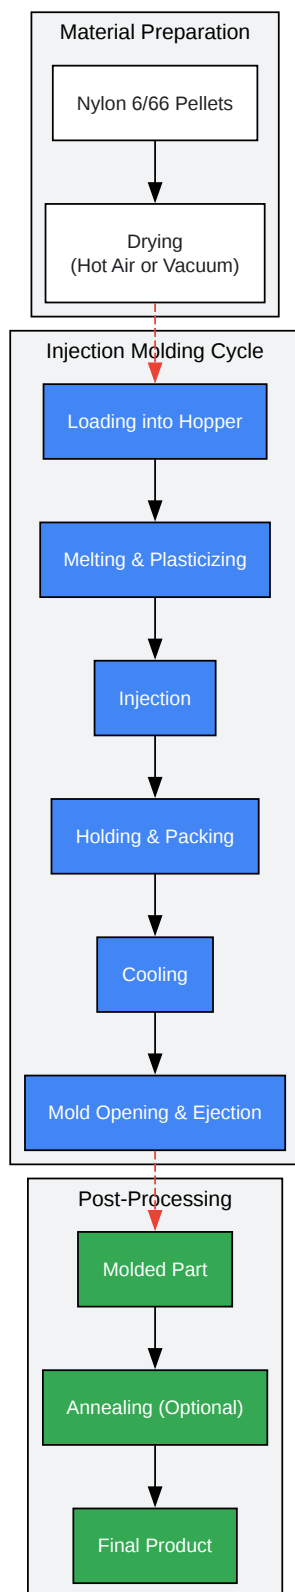 Material Preparation
Nylon 6/66 Pellets
Drying
(Hot Air or Vacuum)
Injection Molding Cycle
Loading into Hopper
Melting & Plasticizing
Injection
Holding & Packing
Cooling
Mold Opening & Ejection
Post-Processing
Molded Part
Annealing (Optional)
Final Product